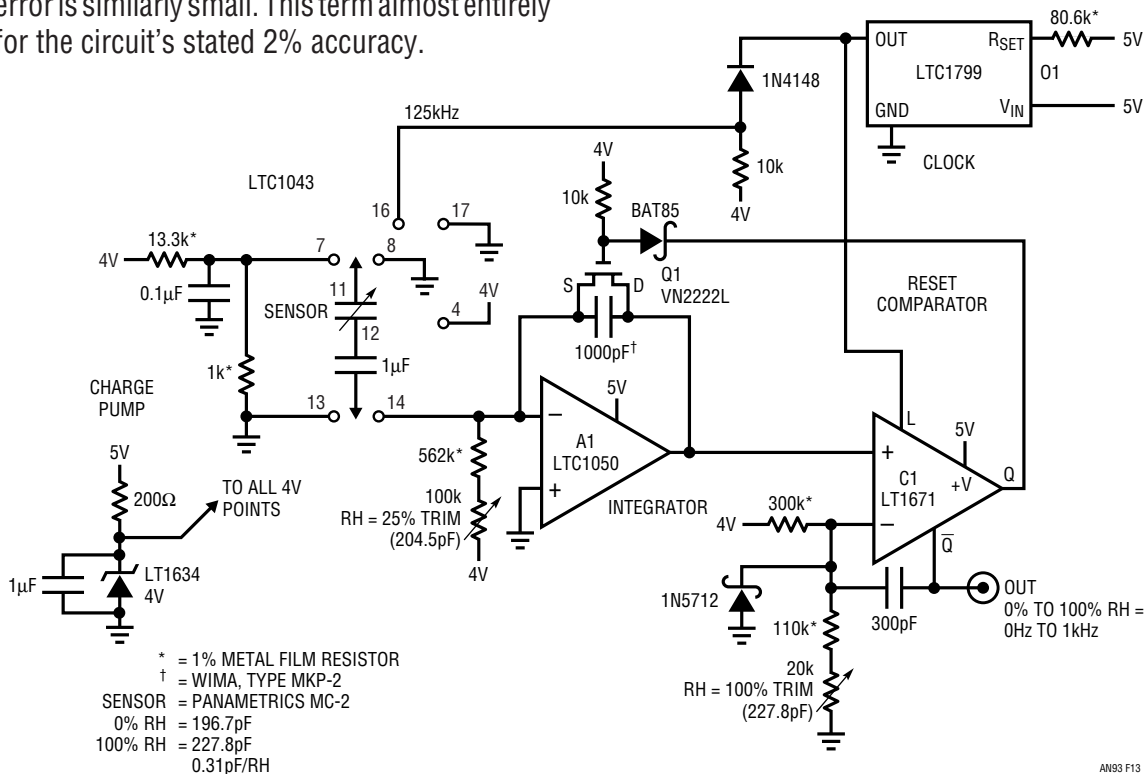 error is similarly small. This term almost entirely
for the circuit's stated 2% accuracy.
80.6k*
5V
OUT
RSET
LTC1799
O1
GND
VIN
5V
CLOCK
1N4148
125kHz
10k
4V
LTC1043
4V
10k
BAT85
16
17
13.3k*
4V
7
8
0.1µF
11
SENSOR
12
4V
4
S
D
Q1
VN2222L
RESET
COMPARATOR
1000pF†
1µF
1k*
CHARGE
PUMP
13
14
5V
A1
LTC1050
–
+
INTEGRATOR
562k*
100k
RH = 25% TRIM
(204.5pF)
4V
L
5V
C1
LT1671
+V
+
–
Q
Q̅
300k*
4V
5V
200Ω
TO ALL 4V
POINTS
1µF
LT1634
4V
1N5712
300pF
OUT
0% TO 100% RH =
0Hz TO 1kHz
110k*
20k
RH = 100% TRIM
(227.8pF)
* = 1% METAL FILM RESISTOR
† = WIMA, TYPE MKP-2
SENSOR = PANAMETRICS MC-2
0% RH = 196.7pF
100% RH = 227.8pF
0.31pF/RH
AN93 F13